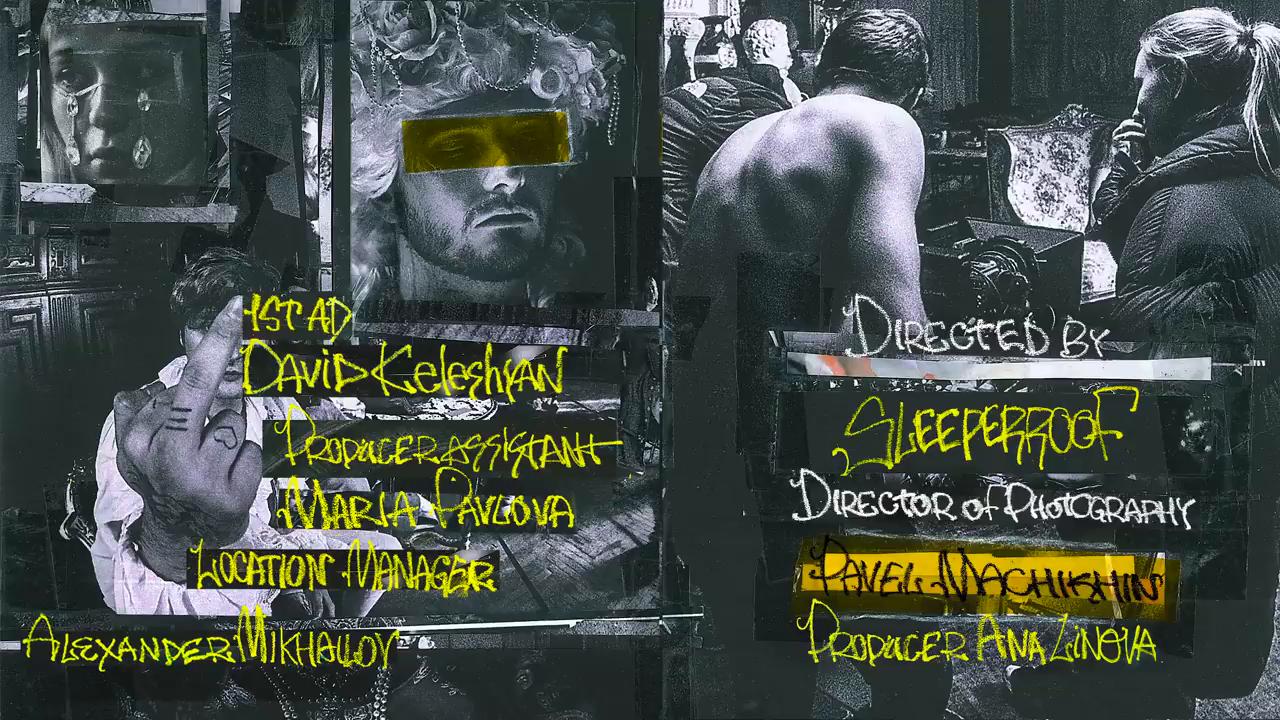 1ST AD
DAViD KeleshyAN
PRODUCER ASSISTANT
MARIA PAVLOVA
LOCATION MANAGER
ALEXANDER MIKHAILOV
DIRECTED BY
SLEEPERROOF
DIRECTOR of PHOTOGRAPHY
PAVEL MACHIKHIN
PRODUCER ANA ZINOVA